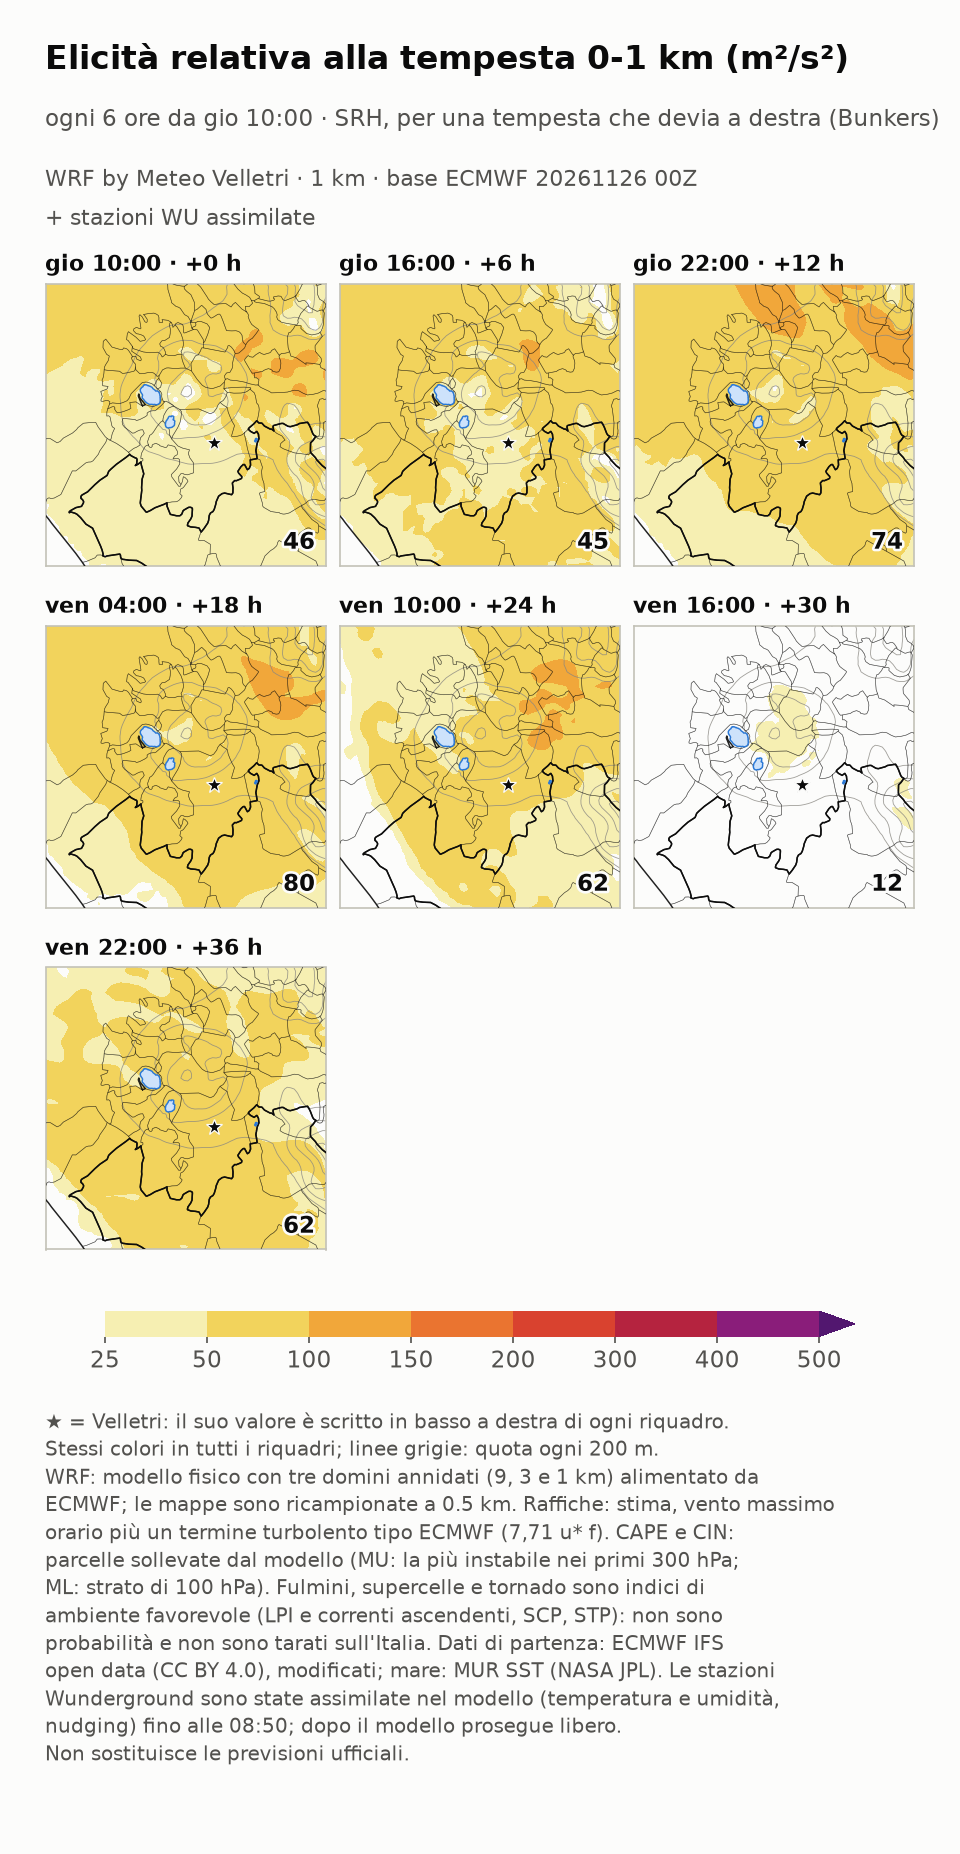 Elicità relativa alla tempesta 0-1 km (m²/s²)
ogni 6 ore da gio 10:00 · SRH, per una tempesta che devia a destra (Bunkers)
WRF by Meteo Velletri · 1 km · base ECMWF 20261126 00Z
+ stazioni WU assimilate
gio 10:00 · +0 h
gio 16:00 · +6 h
gio 22:00 · +12 h
46
45
74
ven 04:00 · +18 h
ven 10:00 · +24 h
ven 16:00 · +30 h
80
62
12
ven 22:00 · +36 h
62
25 50 100 150 200 300 400 500
★ = Velletri: il suo valore è scritto in basso a destra di ogni riquadro.
Stessi colori in tutti i riquadri; linee grigie: quota ogni 200 m.
WRF: modello fisico con tre domini annidati (9, 3 e 1 km) alimentato da
ECMWF; le mappe sono ricampionate a 0.5 km. Raffiche: stima, vento massimo
orario più un termine turbolento tipo ECMWF (7,71 u* f). CAPE e CIN:
parcelle sollevate dal modello (MU: la più instabile nei primi 300 hPa;
ML: strato di 100 hPa). Fulmini, supercelle e tornado sono indici di
ambiente favorevole (LPI e correnti ascendenti, SCP, STP): non sono
probabilità e non sono tarati sull'Italia. Dati di partenza: ECMWF IFS
open data (CC BY 4.0), modificati; mare: MUR SST (NASA JPL). Le stazioni
Wunderground sono state assimilate nel modello (temperatura e umidità,
nudging) fino alle 08:50; dopo il modello prosegue libero.
Non sostituisce le previsioni ufficiali.